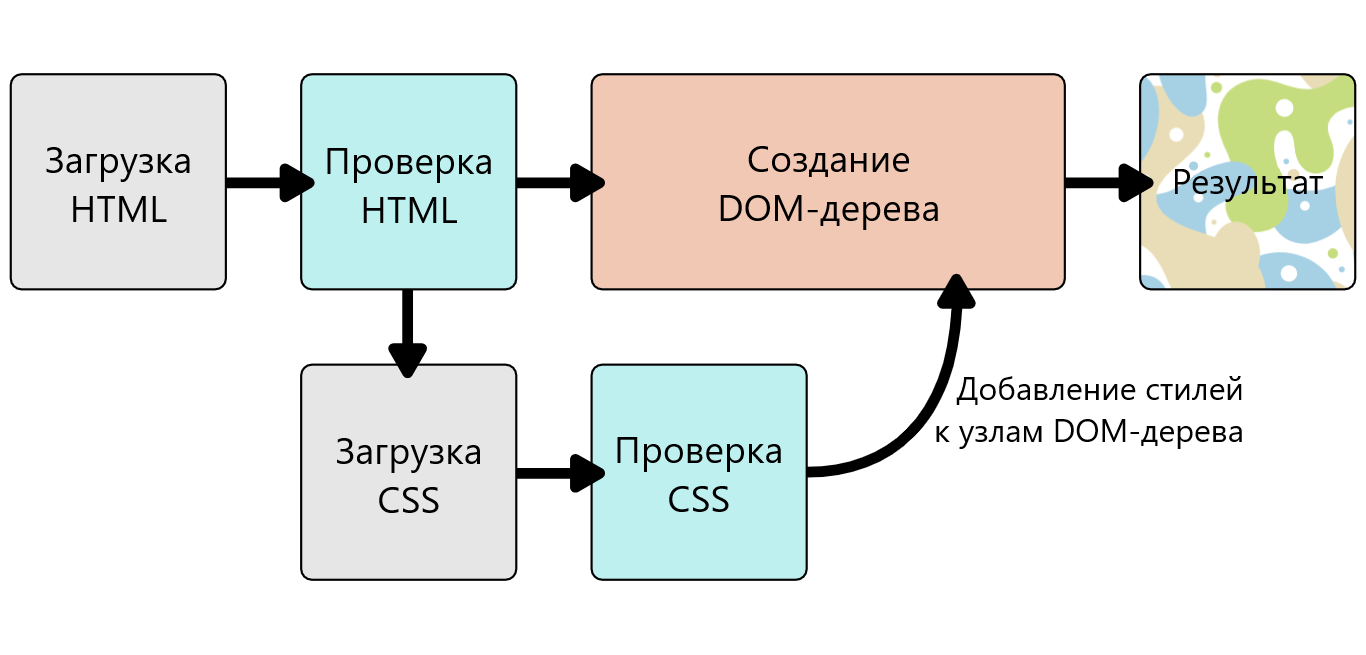 Загрузка
HTML
Проверка
HTML
Создание
DOM-дерева
Результат
Загрузка
CSS
Проверка
CSS
Добавление стилей
к узлам DOM-дерева